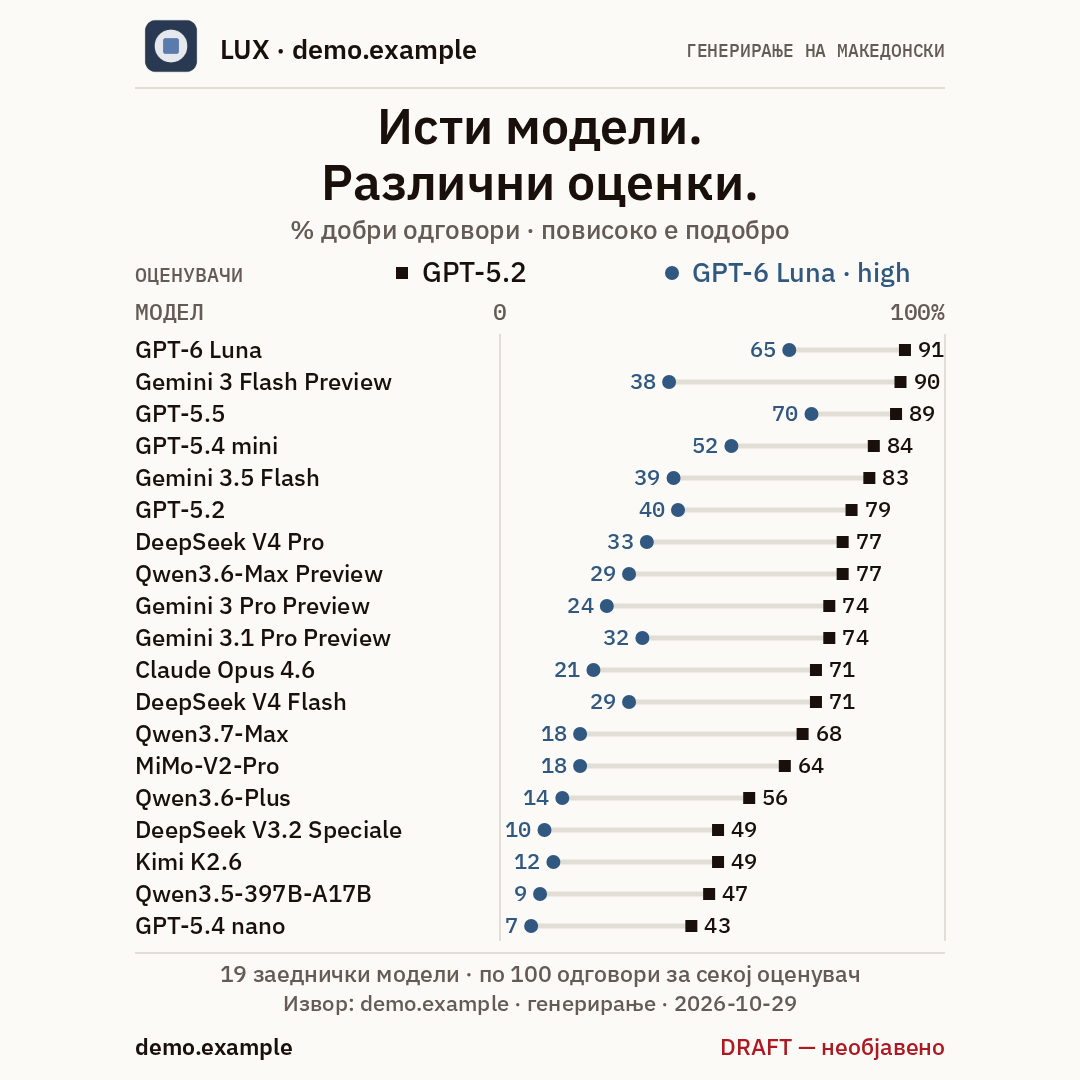 LUX · demo.example
ГЕНЕРИРАЊЕ НА МАКЕДОНСКИ
Исти модели.
Различни оценки.
% добри одговори · повисоко е подобро
ОЦЕНУВАЧИ GPT-5.2 GPT-6 Luna · high
МОДЕЛ 0 100%
GPT-6 Luna 65 91
Gemini 3 Flash Preview 38 90
GPT-5.5 70 89
GPT-5.4 mini 52 84
Gemini 3.5 Flash 39 83
GPT-5.2 40 79
DeepSeek V4 Pro 33 77
Qwen3.6-Max Preview 29 77
Gemini 3 Pro Preview 24 74
Gemini 3.1 Pro Preview 32 74
Claude Opus 4.6 21 71
DeepSeek V4 Flash 29 71
Qwen3.7-Max 18 68
MiMo-V2-Pro 18 64
Qwen3.6-Plus 14 56
DeepSeek V3.2 Speciale 10 49
Kimi K2.6 12 49
Qwen3.5-397B-A17B 9 47
GPT-5.4 nano 7 43
19 заеднички модели · по 100 одговори за секој оценувач
Извор: demo.example · генерирање · 2026-10-29
demo.example
DRAFT — необјавено